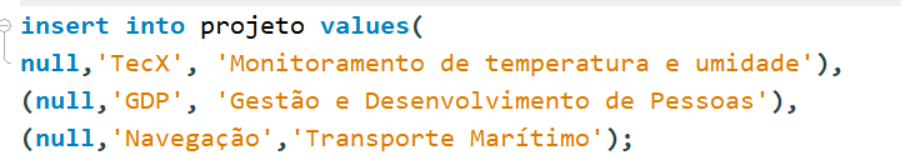 insert into projeto values(
null,'TecX', 'Monitoramento de temperatura e umidade'),
(null,'GDP', 'Gestão e Desenvolvimento de Pessoas'),
(null,'Navegação','Transporte Marítimo');